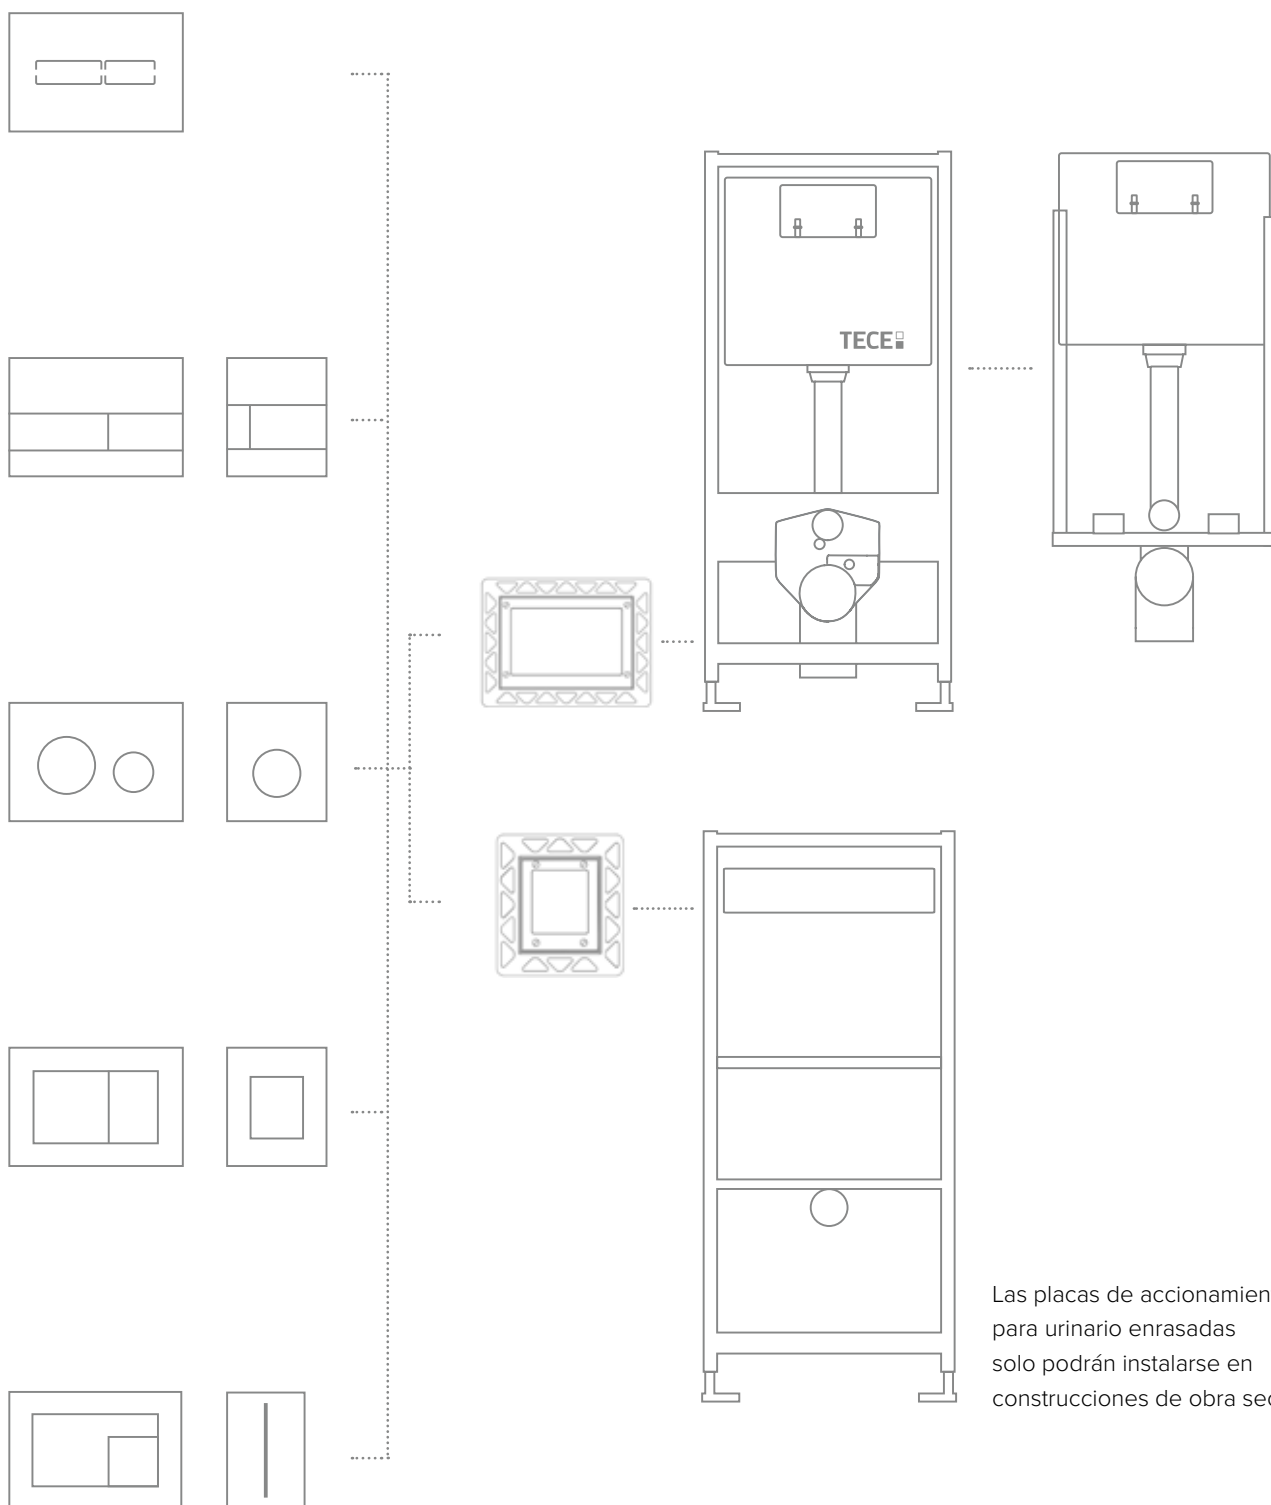 TECE
Las placas de accionamien
para urinario enrasadas
solo podrán instalarse en
construcciones de obra sec